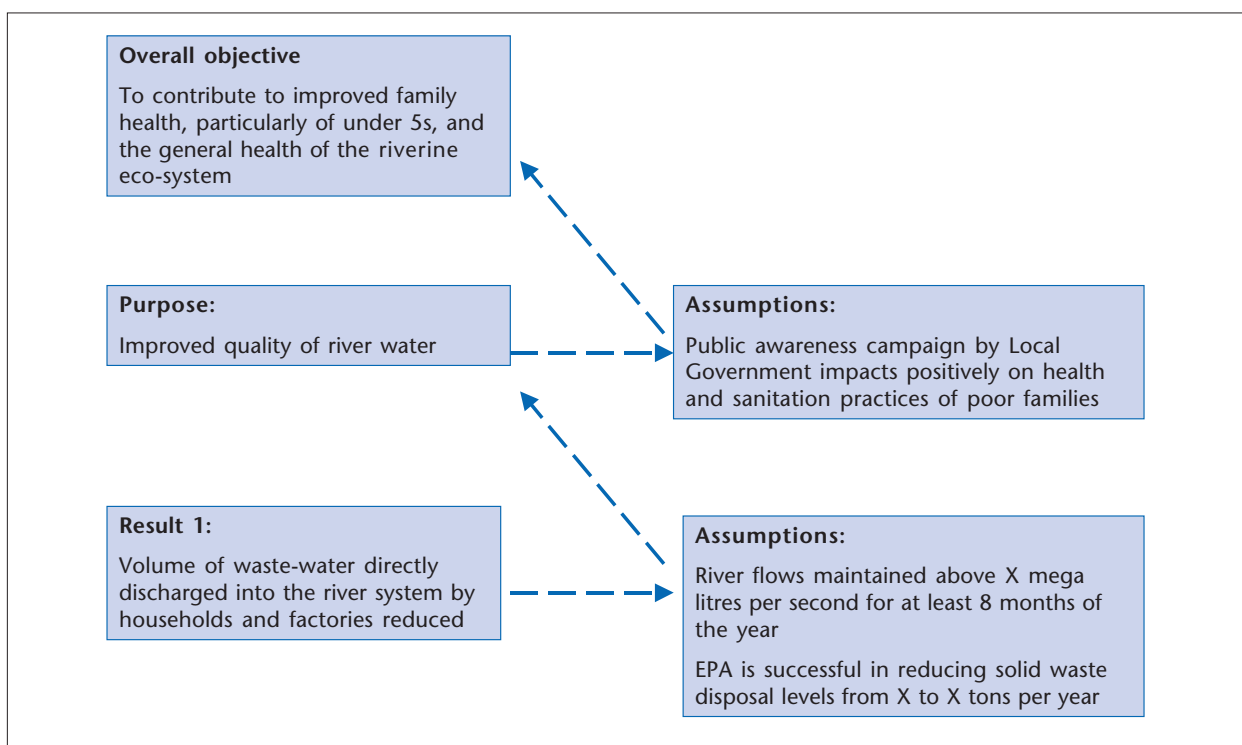 Overall objective
To contribute to improved family
health, particularly of under 5s, and
the general health of the riverine
eco-system
Purpose:
Improved quality of river water
Assumptions:
Public awareness campaign by Local
Government impacts positively on health
and sanitation practices of poor families
Result 1:
Volume of waste-water directly
discharged into the river system by
households and factories reduced
Assumptions:
River flows maintained above X mega
litres per second for at least 8 months of
the year
EPA is successful in reducing solid waste
disposal levels from X to X tons per year